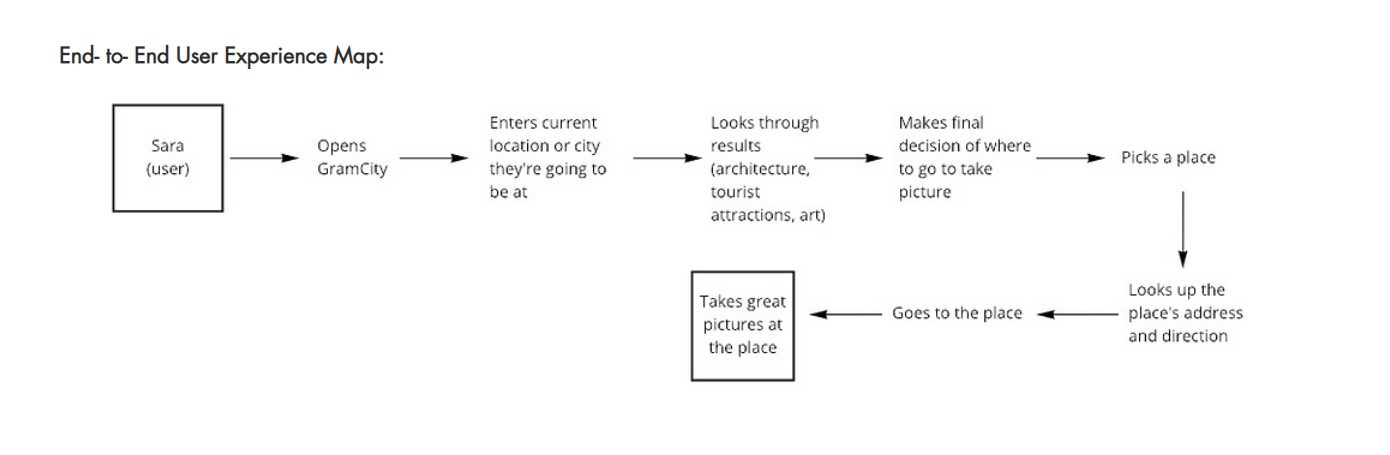 End- to- End User Experience Map:
Sara
(user)
Opens
GramCity
Enters current
location or city
they're going to
be at
Looks through
results
(architecture,
tourist
attractions, art)
Makes final
decision of where
to go to take
picture
Picks a place
Looks up the
place's address
and direction
Goes to the place
Takes great
pictures at
the place